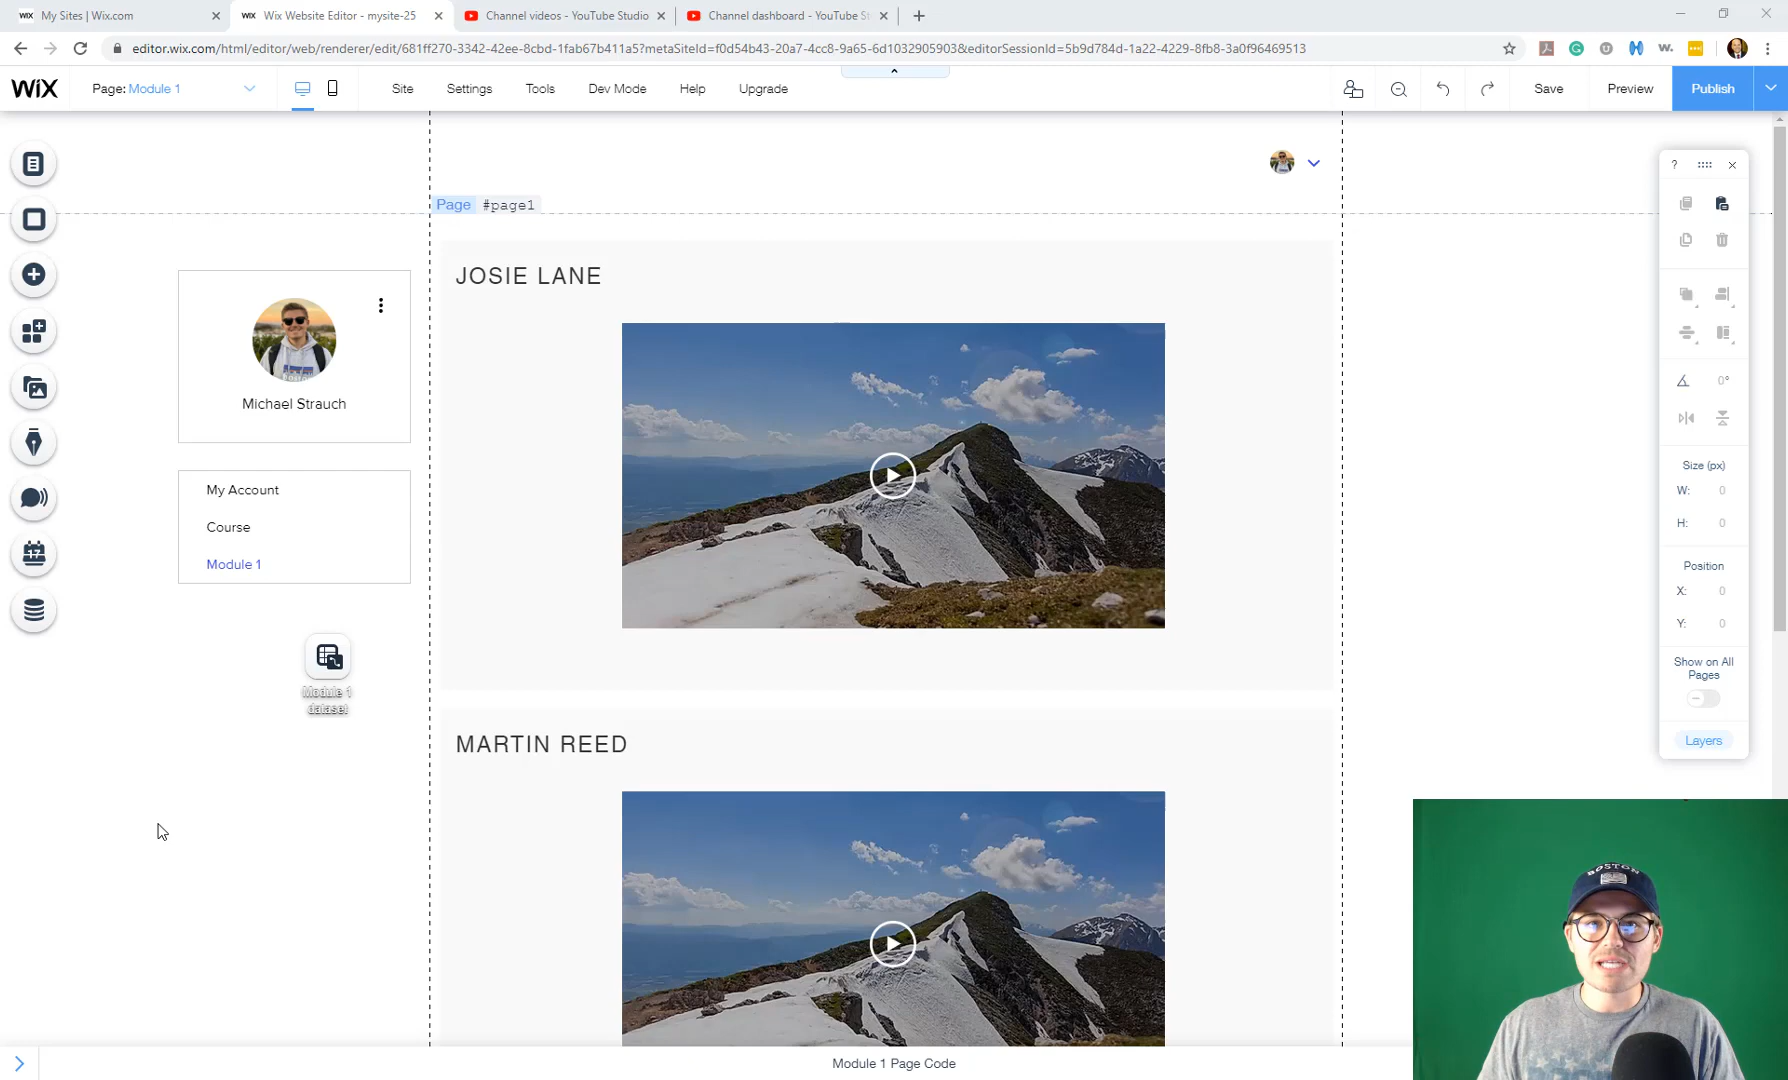 My Sites | Wix.com
Wix Website Editor - mysite-25
Channel videos - YouTube Studio
Channel dashboard - YouTube St
editor.wix.com/html/editor/web/renderer/edit/681ff270-3342-42ee-8cbd-1fab67b411a5?metaSiteId=f0d54b43-20a7-4cc8-9a65-6d1032905903&editorSessionId=5b9d784d-1a22-4229-8fb8-3a0f96469513
WIX Page: Module 1 Site Settings Tools Dev Mode Help Upgrade Save Preview Publish
Page #page1
JOSIE LANE
Michael Strauch
My Account
Course
Module 1
Module 1
dataset
MARTIN REED
Module 1 Page Code
?
0°
Size (px)
W: 0
H: 0
Position
X: 0
Y: 0
Show on All
Pages
Layers
17
BOSTON